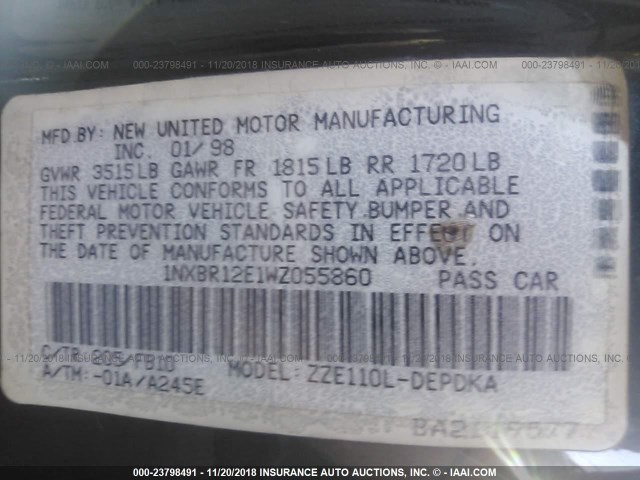 000-23798491 - 11/20/2018 INSURANCE AUTO AUCTIONS, INC. - © IAAI.COM
MFD.BY: NEW UNITED MOTOR MANUFACTURING
INC. 01/98
GVWR 3515LB GAWR FR 1815LB RR 1720LB
THIS VEHICLE CONFORMS TO ALL APPLICABLE
FEDERAL MOTOR VEHICLE SAFETY, BUMPER AND
THEFT PREVENTION STANDARDS IN EFFECT ON
THE DATE OF MANUFACTURE SHOWN ABOVE.
1NXBR12E1WZ055860 PASS CAR
C/TR: 205/FB10
A/TM: -01A/A245E MODEL: ZZE110L-DEPDKA
000-23798491 - 11/20/2018 INSURANCE AUTO AUCTIONS, INC. - © IAAI.COM